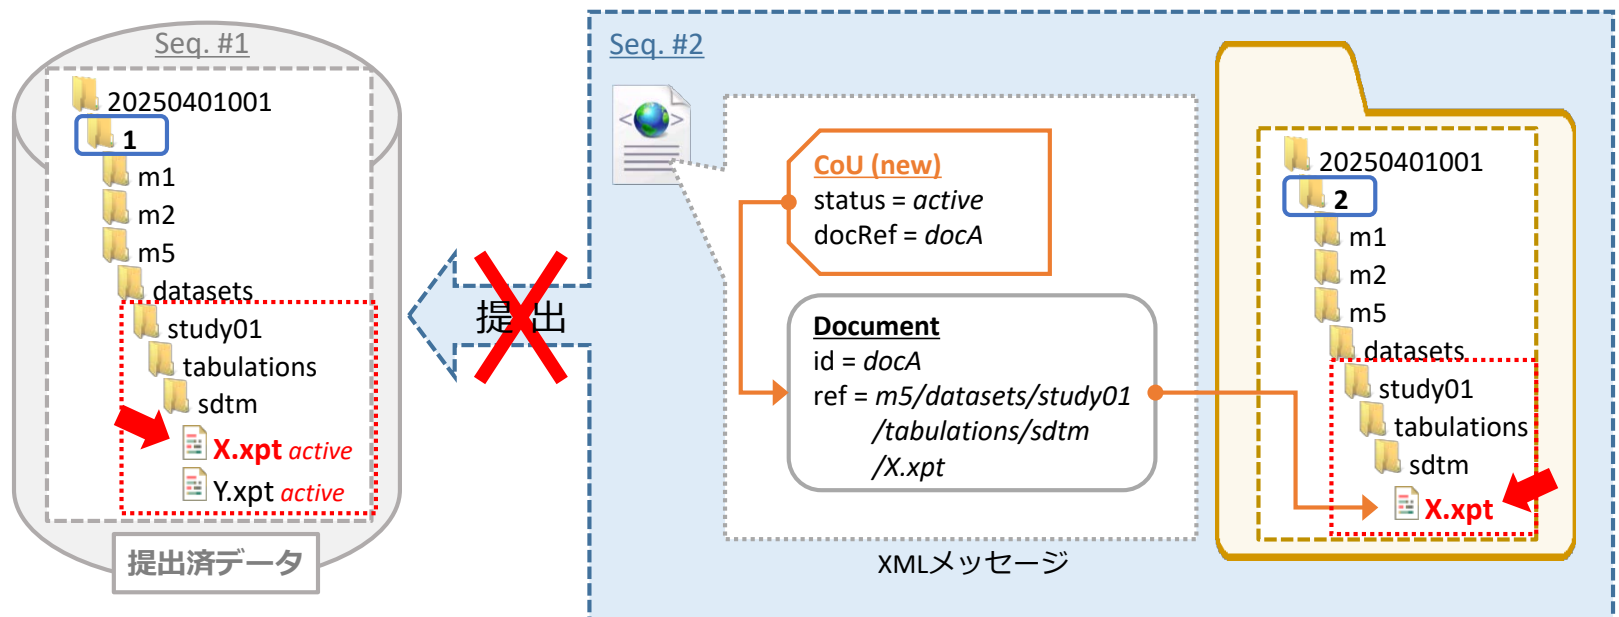 Seq. #1
20250401001
1
m1
m2
m5
datasets
study01
tabulations
sdtm
X.xpt active
Y.xpt active
提出済データ
提出
Seq. #2
CoU (new)
status = active
docRef = docA
Document
id = docA
ref = m5/datasets/study01
/tabulations/sdtm
/X.xpt
XMLメッセージ
20250401001
2
m1
m2
m5
datasets
study01
tabulations
sdtm
X.xpt